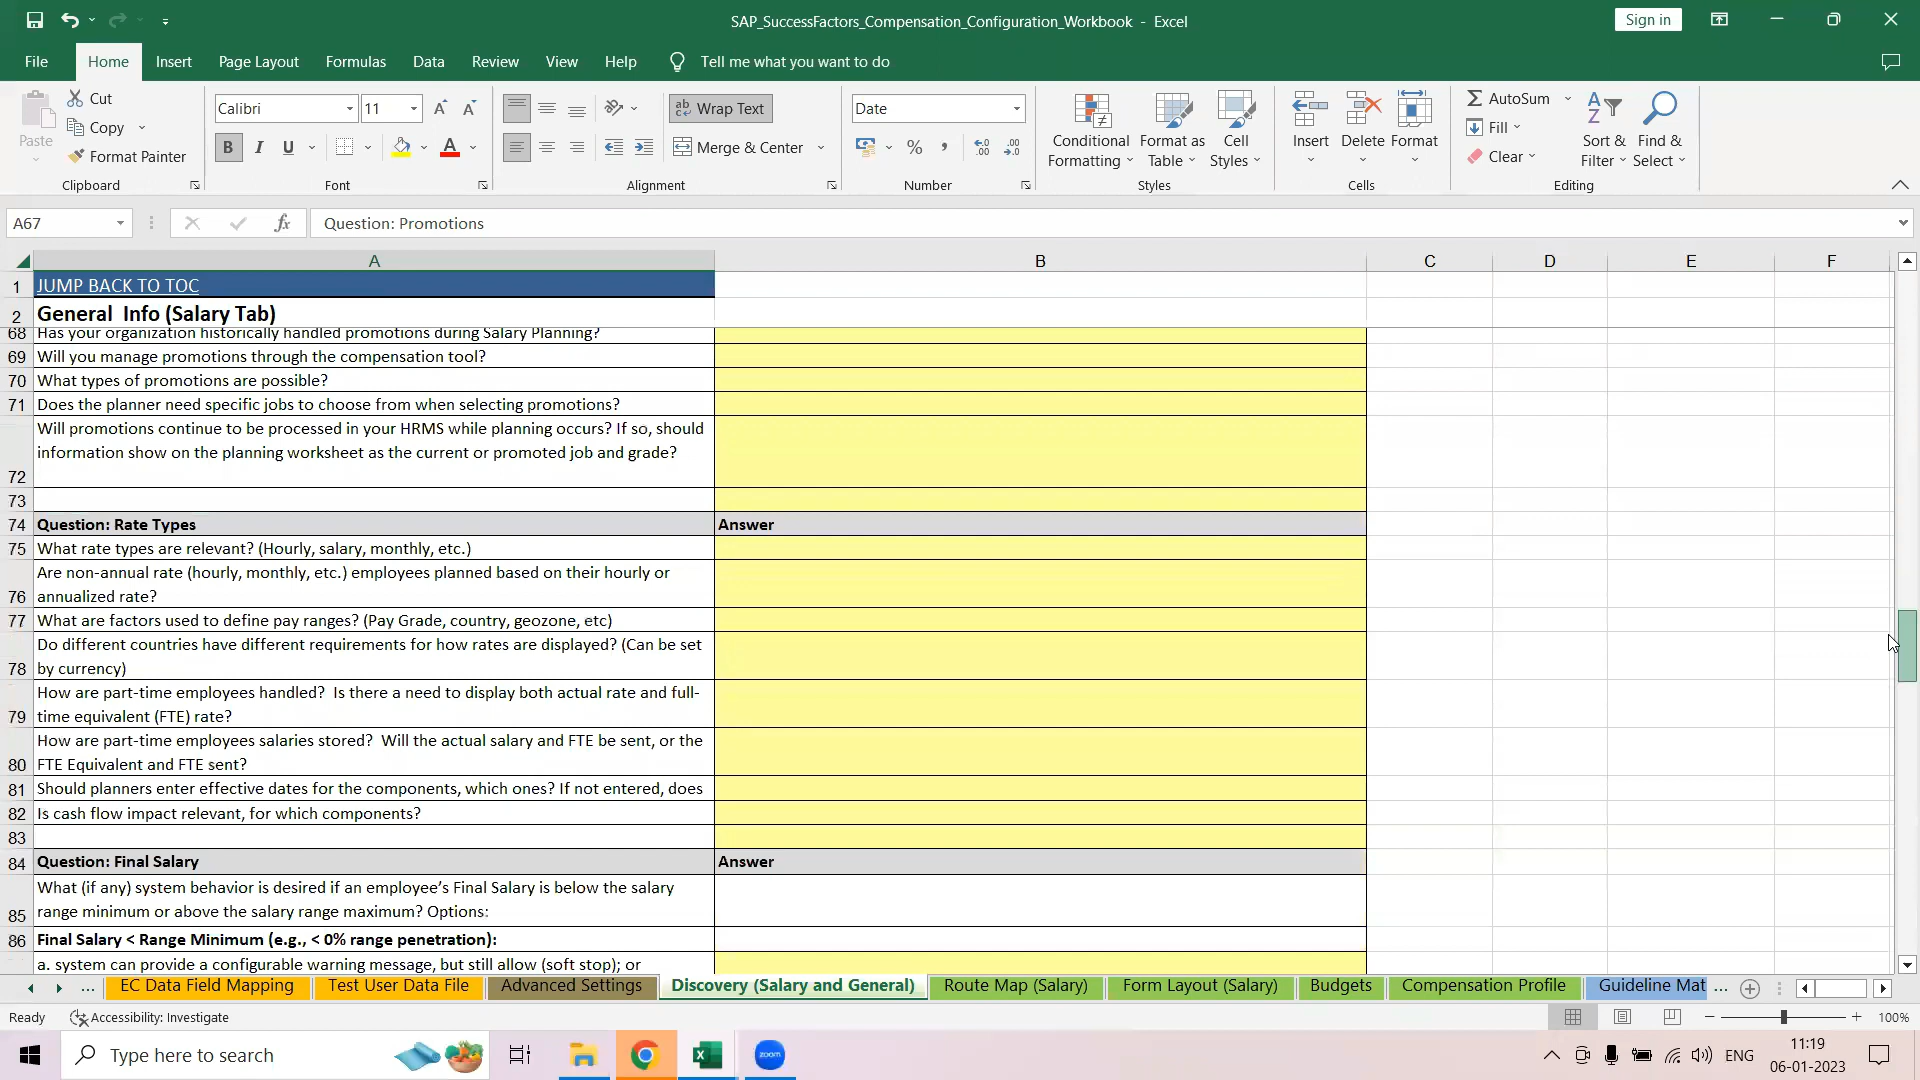 SAP_SuccessFactors_Compensation_Configuration_Workbook - Excel
Sign in
File Home Insert Page Layout Formulas Data Review View Help Tell me what you want to do
Paste
Cut
Copy
Format Painter
Clipboard
Calibri 11
B I U
Font
Wrap Text
Merge & Center
Alignment
Date
Number
Conditional Formatting
Format as Table
Cell Styles
Styles
Insert Delete Format
Cells
AutoSum
Fill
Clear
Sort & Filter
Find & Select
Editing
A67 fx Question: Promotions
A B C D E F
1 JUMP BACK TO TOC
2 General Info (Salary Tab)
68 Has your organization historically handled promotions during Salary Planning?
69 Will you manage promotions through the compensation tool?
70 What types of promotions are possible?
71 Does the planner need specific jobs to choose from when selecting promotions?
Will promotions continue to be processed in your HRMS while planning occurs? If so, should
information show on the planning worksheet as the current or promoted job and grade?
72
73
74 Question: Rate Types Answer
75 What rate types are relevant? (Hourly, salary, monthly, etc.)
Are non-annual rate (hourly, monthly, etc.) employees planned based on their hourly or
76 annualized rate?
77 What are factors used to define pay ranges? (Pay Grade, country, geozone, etc)
Do different countries have different requirements for how rates are displayed? (Can be set
78 by currency)
How are part-time employees handled? Is there a need to display both actual rate and full-
79 time equivalent (FTE) rate?
How are part-time employees salaries stored? Will the actual salary and FTE be sent, or the
80 FTE Equivalent and FTE sent?
81 Should planners enter effective dates for the components, which ones? If not entered, does
82 Is cash flow impact relevant, for which components?
83
84 Question: Final Salary Answer
What (if any) system behavior is desired if an employee’s Final Salary is below the salary
85 range minimum or above the salary range maximum? Options:
86 Final Salary < Range Minimum (e.g., < 0% range penetration):
a. system can provide a configurable warning message, but still allow (soft stop); or
... EC Data Field Mapping Test User Data File Advanced Settings Discovery (Salary and General) Route Map (Salary) Form Layout (Salary) Budgets Compensation Profile Guideline Mat ...
Ready Accessibility: Investigate 100%
Type here to search
zoom
ENG
11:19
06-01-2023